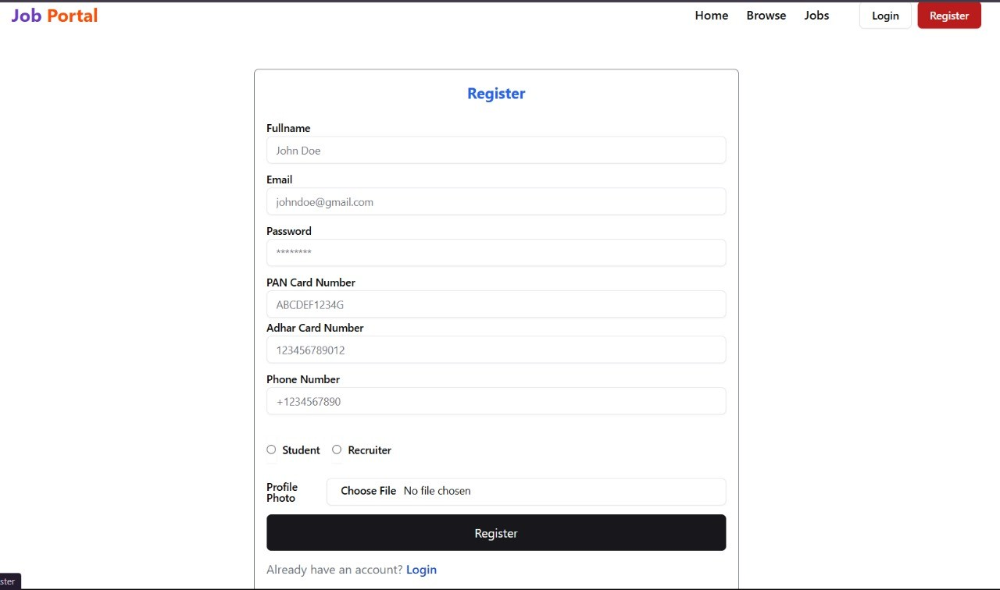 Job Portal
Home Browse Jobs Login Register
Register
Fullname
John Doe
Email
johndoe@gmail.com
Password
********
PAN Card Number
ABCDEF1234G
Adhar Card Number
123456789012
Phone Number
+1234567890
Student Recruiter
Profile
Photo
Choose File No file chosen
Register
Already have an account? Login
ster